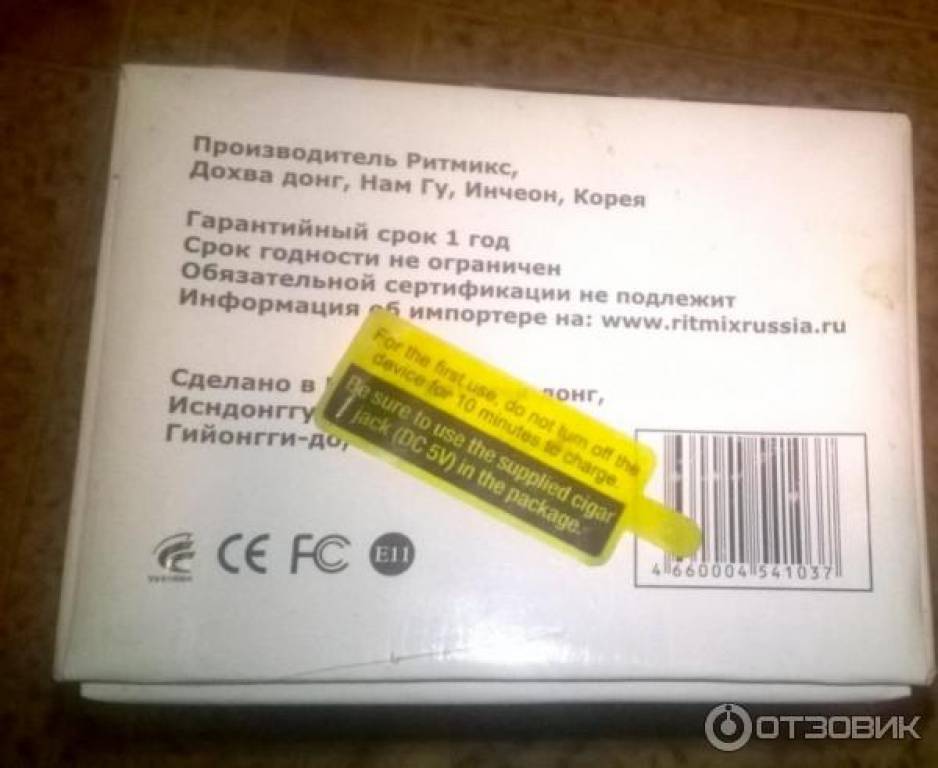 Производитель Ритмикс,
Дохва донг, Нам Гу, Инчеон, Корея
Гарантийный срок 1 год
Срок годности не ограничен
Обязательной сертификации не подлежит
Информация об импортере на: www.ritmixrussia.ru
Сделано в донг,
Исндонггу
Гийонгги-до,
For the first use, do not turn off the
device for 10 minutes to charge.
Be sure to use the supplied cigar
jack (DC 5V) in the package.
CE FC E11
4 660004 541037
ОТЗОВИК